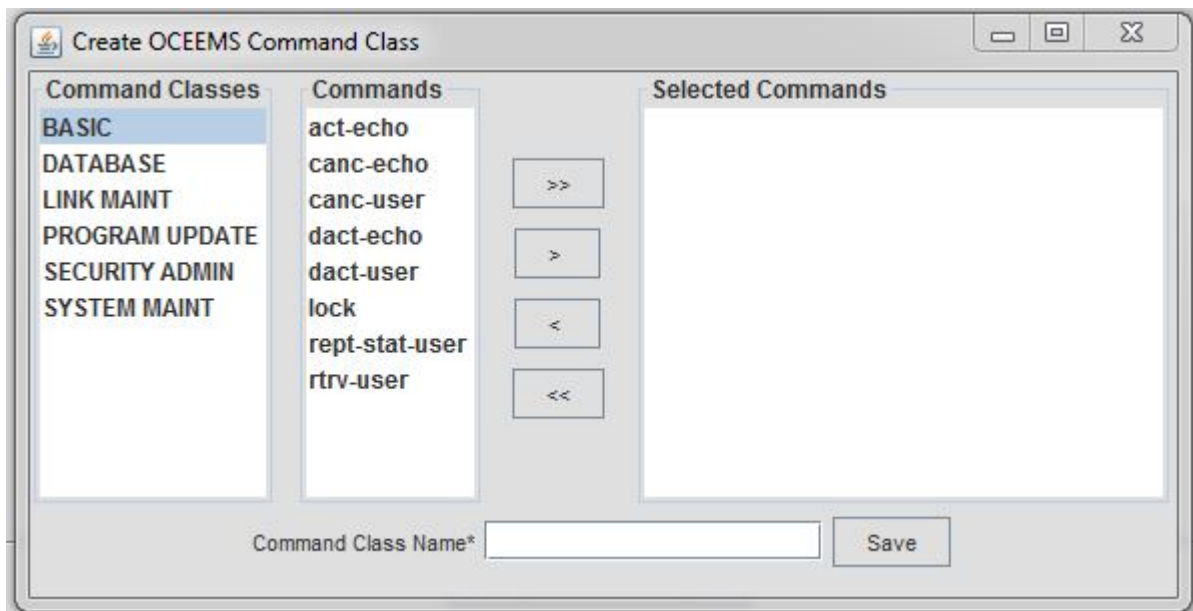 Create OCEEMS Command Class
Command Classes
BASIC
DATABASE
LINK MAINT
PROGRAM UPDATE
SECURITY ADMIN
SYSTEM MAINT
Commands
act-echo
canc-echo
canc-user
dact-echo
dact-user
lock
rept-stat-user
rtrv-user
>>
>
<
<<
Selected Commands
Command Class Name*
Save